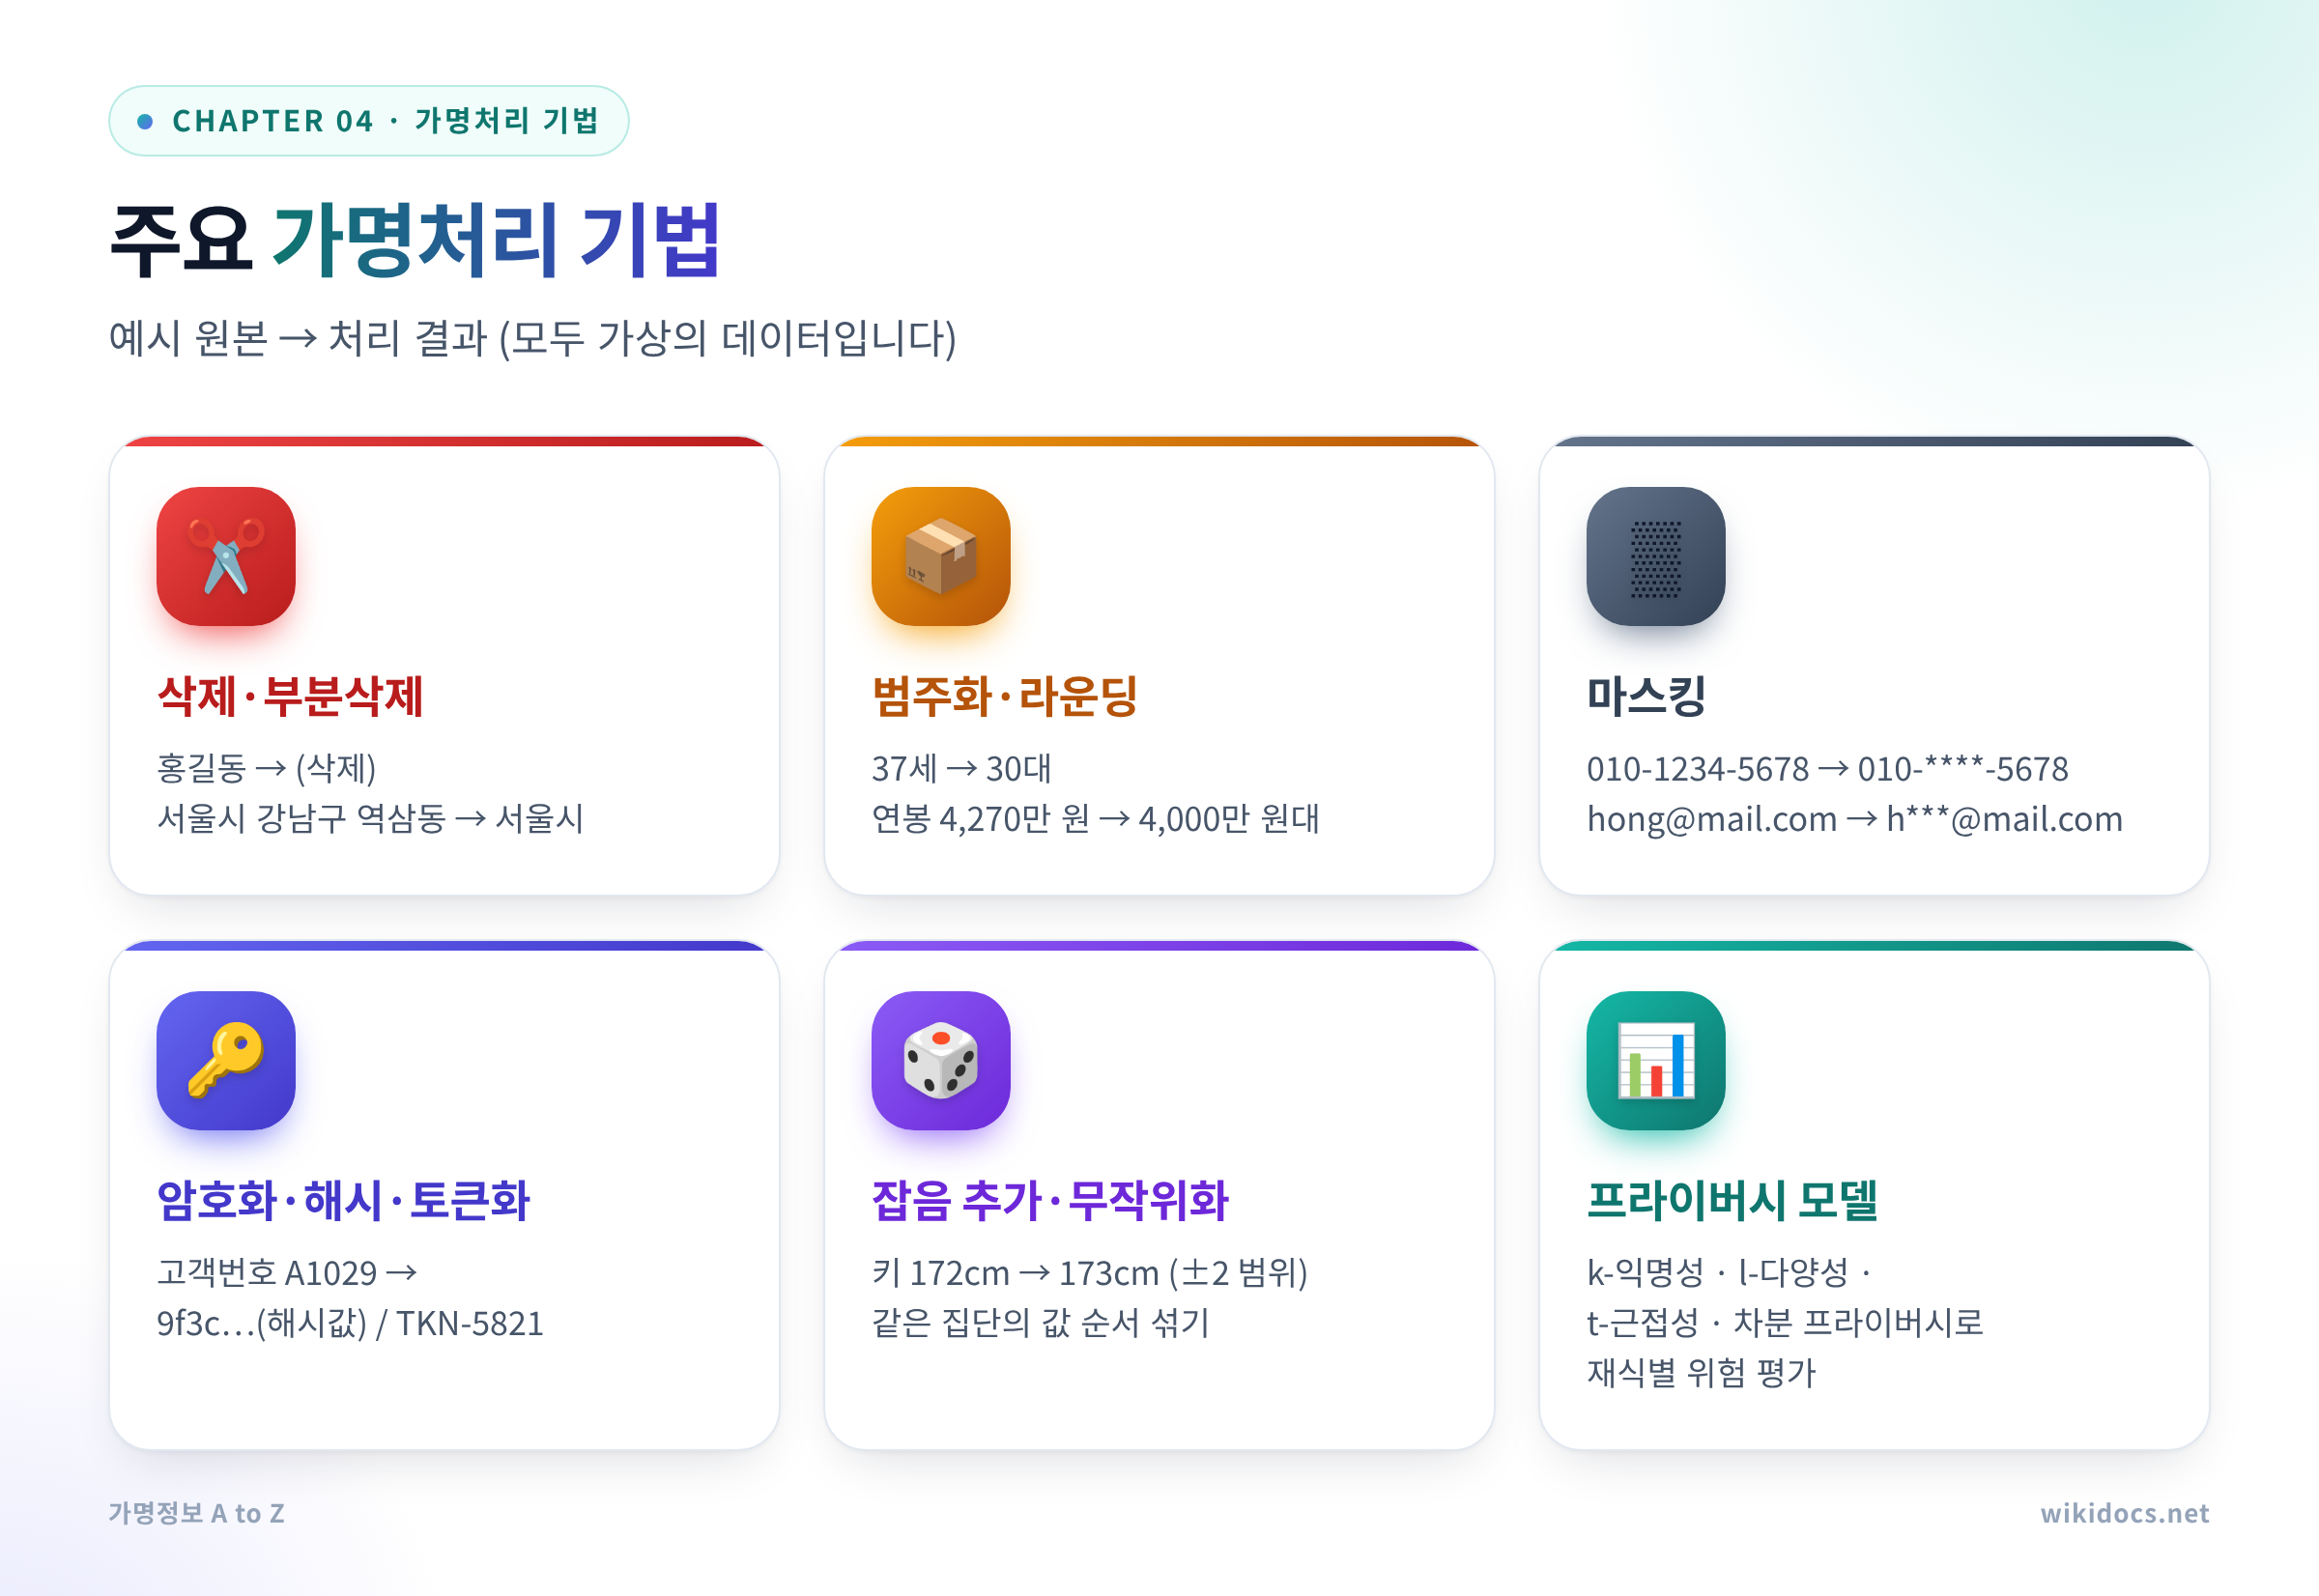 CHAPTER 04 · 가명처리 기법
주요 가명처리 기법
예시 원본 → 처리 결과 (모두 가상의 데이터입니다)
삭제·부분삭제
홍길동 → (삭제)
서울시 강남구 역삼동 → 서울시
범주화·라운딩
37세 → 30대
연봉 4,270만 원 → 4,000만 원대
마스킹
010-1234-5678 → 010-****-5678
hong@mail.com → h***@mail.com
암호화·해시·토큰화
고객번호 A1029 →
9f3c…(해시값) / TKN-5821
잡음 추가·무작위화
키 172cm → 173cm (±2 범위)
같은 집단의 값 순서 섞기
프라이버시 모델
k-익명성 · l-다양성 ·
t-근접성 · 차분 프라이버시로
재식별 위험 평가
가명정보 A to Z
wikidocs.net